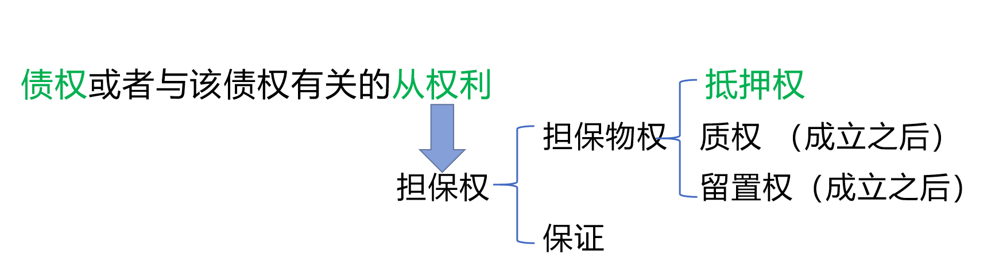 债权或者与该债权有关的从权利
抵押权
担保物权
质权 （成立之后）
担保权
留置权（成立之后）
保证